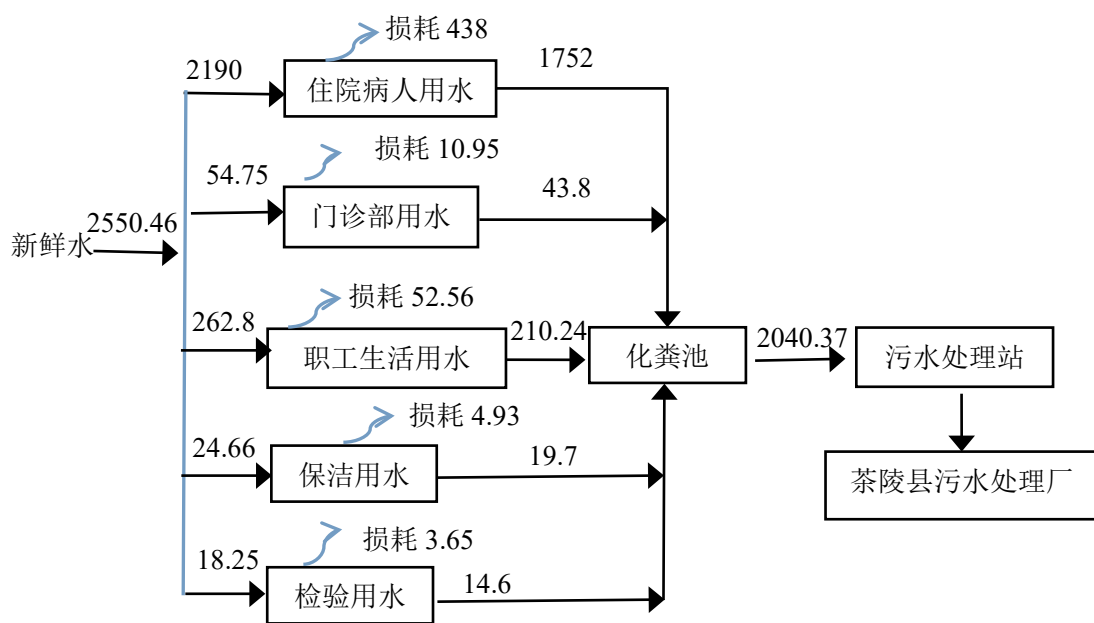 损耗 438
2190
1752
住院病人用水
损耗 10.95
54.75
43.8
门诊部用水
2550.46
新鲜水
损耗 52.56
262.8
210.24
2040.37
职工生活用水
化粪池
污水处理站
损耗 4.93
24.66
19.7
保洁用水
茶陵县污水处理厂
损耗 3.65
18.25
14.6
检验用水